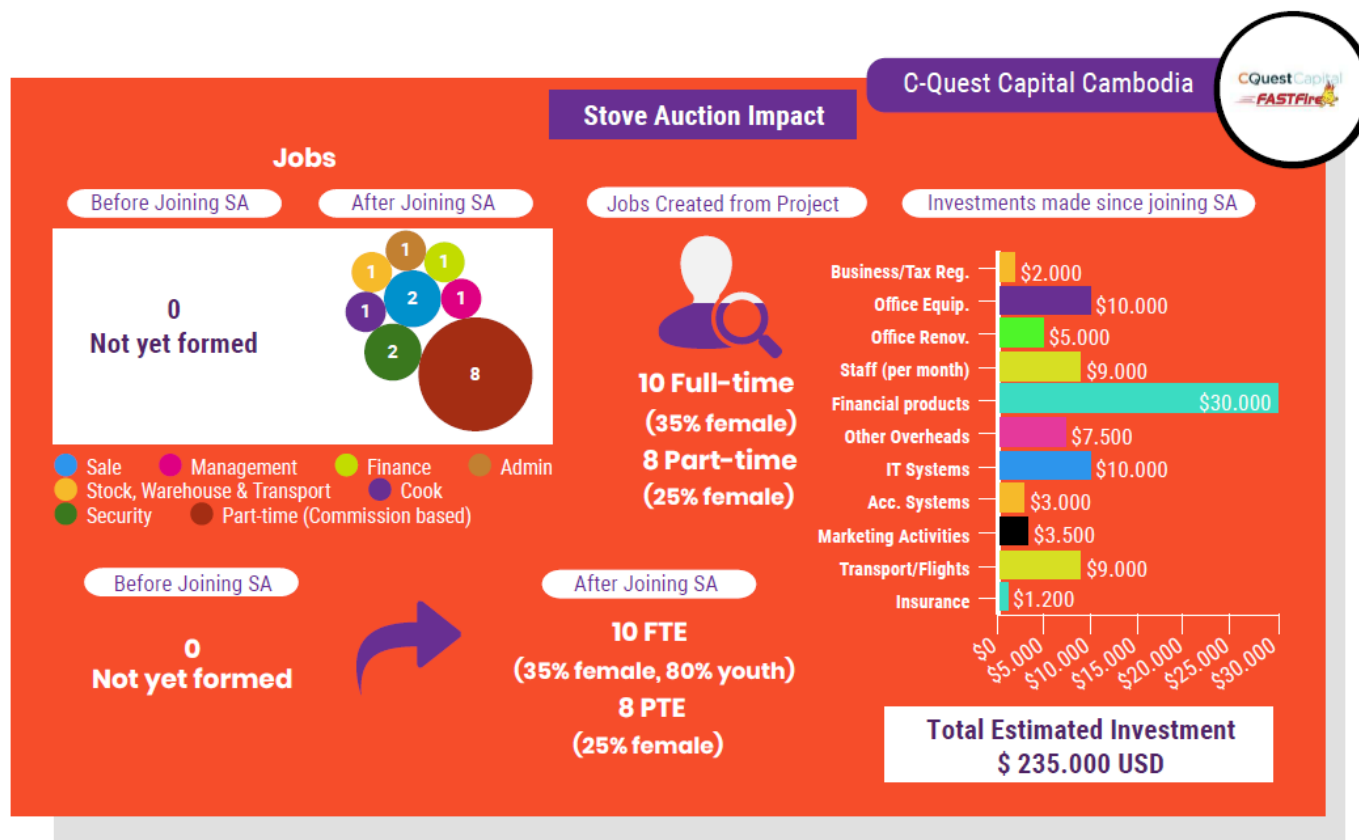 C-Quest Capital Cambodia
CQuest Capital
FASTFire
Stove Auction Impact
Jobs
Before Joining SA
After Joining SA
0
Not yet formed
1
1
1
1
2
1
2
8
Sale
Management
Finance
Admin
Stock, Warehouse & Transport
Cook
Security
Part-time (Commission based)
Before Joining SA
0
Not yet formed
After Joining SA
10 FTE
(35% female, 80% youth)
8 PTE
(25% female)
Jobs Created from Project
10 Full-time
(35% female)
8 Part-time
(25% female)
Investments made since joining SA
Business/Tax Reg. $2.000
Office Equip. $10.000
Office Renov. $5.000
Staff (per month) $9.000
Financial products $30.000
Other Overheads $7.500
IT Systems $10.000
Acc. Systems $3.000
Marketing Activities $3.500
Transport/Flights $9.000
Insurance $1.200
$0
$5.000
$10.000
$15.000
$20.000
$25.000
$30.000
Total Estimated Investment
$ 235.000 USD